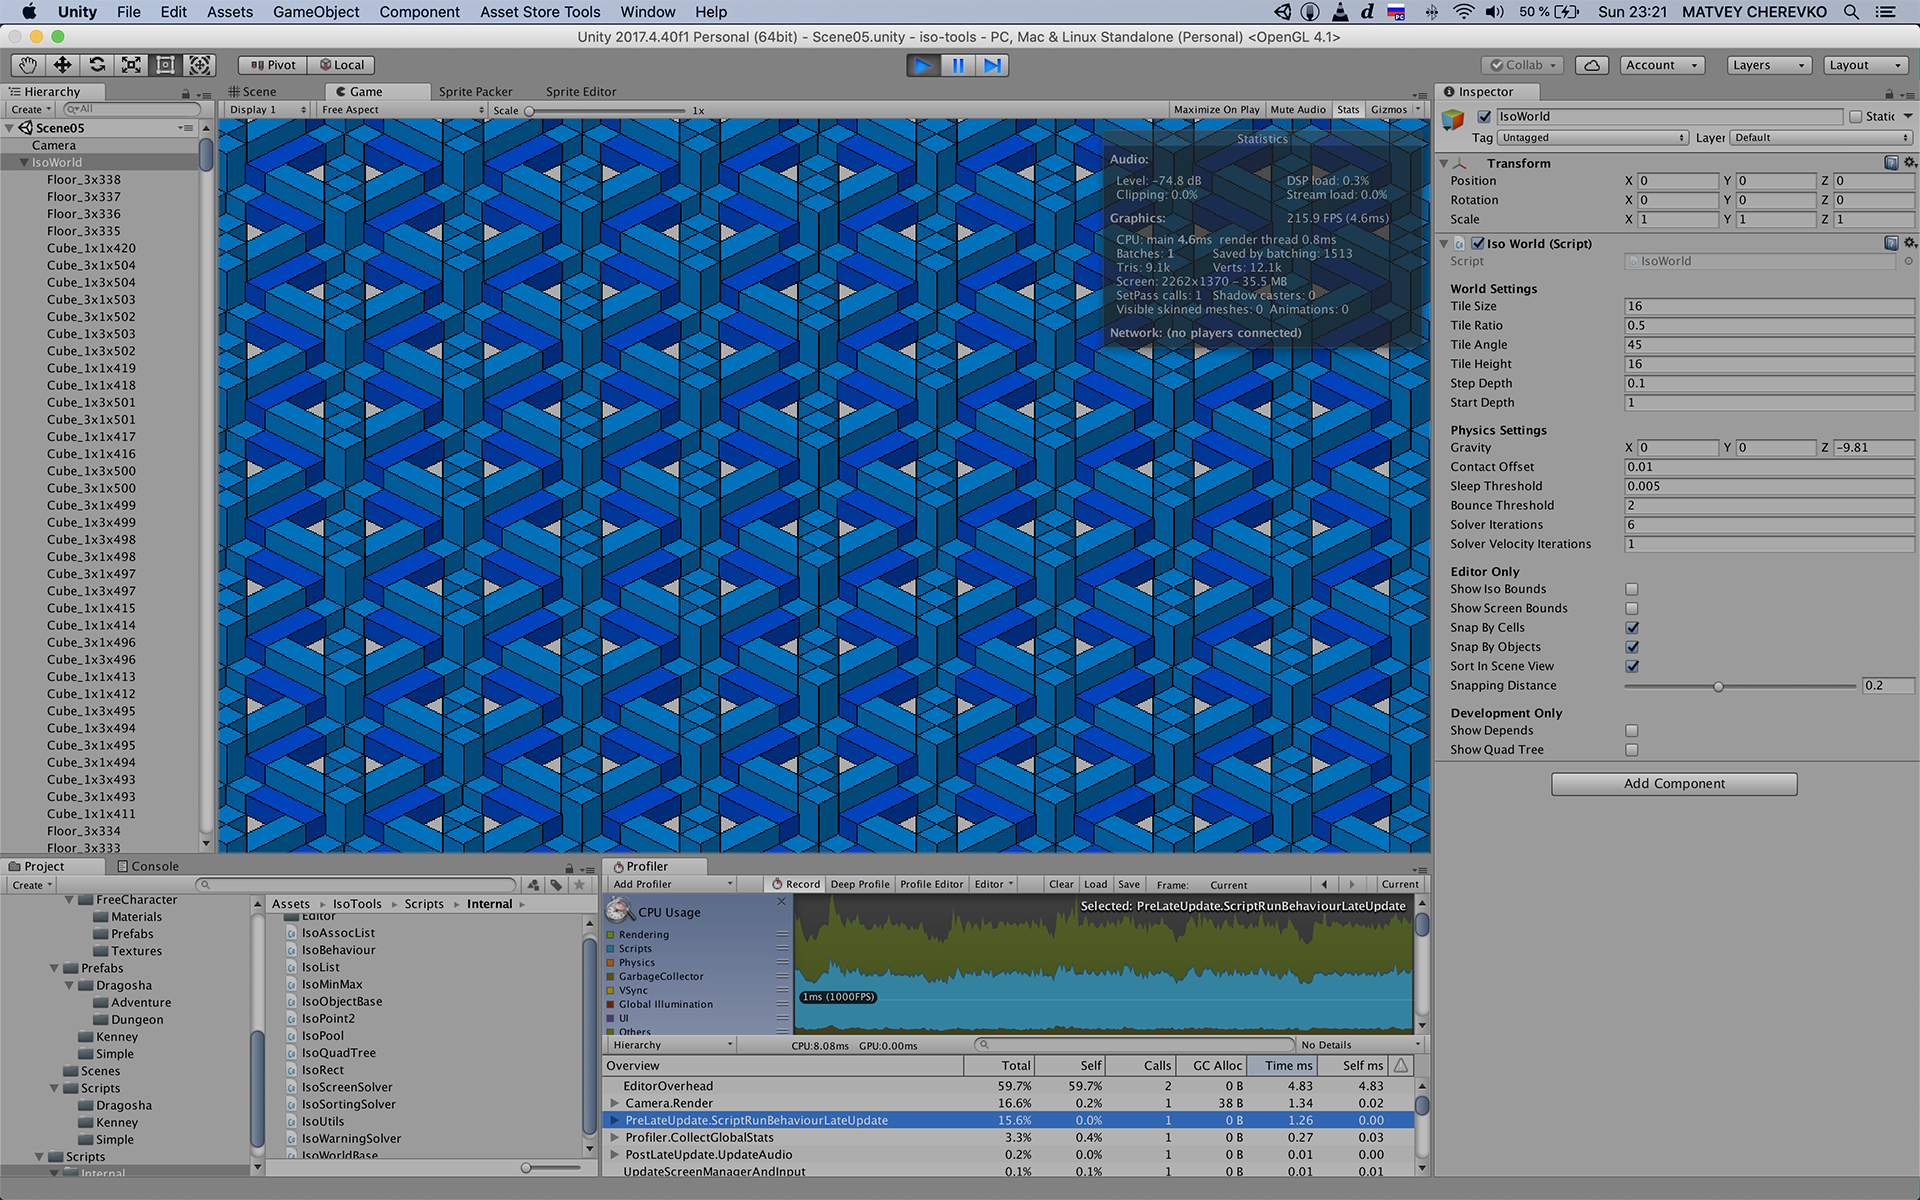 Unity File Edit Assets GameObject Component Asset Store Tools Window Help 50 % Sun 23:21 MATVEY CHEREVKO
Unity 2017.4.40f1 Personal (64bit) - Scene05.unity - iso-tools - PC, Mac & Linux Standalone (Personal) <OpenGL 4.1>
Pivot Local Collab Account Layers Layout
Hierarchy
Create All
Scene05
Camera
IsoWorld
Floor_3x338
Floor_3x337
Floor_3x336
Floor_3x335
Cube_1x1x420
Cube_3x1x504
Cube_1x3x504
Cube_3x1x503
Cube_3x1x502
Cube_1x3x503
Cube_1x3x502
Cube_1x1x419
Cube_1x1x418
Cube_1x3x501
Cube_3x1x501
Cube_1x1x417
Cube_1x1x416
Cube_1x3x500
Cube_3x1x500
Cube_3x1x499
Cube_1x3x499
Cube_1x3x498
Cube_3x1x498
Cube_3x1x497
Cube_1x3x497
Cube_1x1x415
Cube_1x1x414
Cube_3x1x496
Cube_1x3x496
Cube_1x1x413
Cube_1x1x412
Cube_1x3x495
Cube_1x3x494
Cube_3x1x495
Cube_3x1x494
Cube_1x3x493
Cube_3x1x493
Cube_1x1x411
Floor_3x334
Floor_3x333
Scene Game Sprite Packer Sprite Editor
Display 1 Free Aspect Scale 1x Maximize On Play Mute Audio Stats Gizmos
Statistics
Audio:
Level: -74.8 dB DSP load: 0.3%
Clipping: 0.0% Stream load: 0.0%
Graphics: 215.9 FPS (4.6ms)
CPU: main 4.6ms render thread 0.8ms
Batches: 1 Saved by batching: 1513
Tris: 9.1k Verts: 12.1k
Screen: 2262x1370 - 35.5 MB
SetPass calls: 1 Shadow casters: 0
Visible skinned meshes: 0 Animations: 0
Network: (no players connected)
Inspector
IsoWorld Static
Tag Untagged Layer Default
Transform
Position X 0 Y 0 Z 0
Rotation X 0 Y 0 Z 0
Scale X 1 Y 1 Z 1
Iso World (Script)
Script IsoWorld
World Settings
Tile Size 16
Tile Ratio 0.5
Tile Angle 45
Tile Height 16
Step Depth 0.1
Start Depth 1
Physics Settings
Gravity X 0 Y 0 Z -9.81
Contact Offset 0.01
Sleep Threshold 0.005
Bounce Threshold 2
Solver Iterations 6
Solver Velocity Iterations 1
Editor Only
Show Iso Bounds
Show Screen Bounds
Snap By Cells
Snap By Objects
Sort In Scene View
Snapping Distance 0.2
Development Only
Show Depends
Show Quad Tree
Add Component
Project Console
Create
FreeCharacter
Materials
Prefabs
Textures
Prefabs
Dragosha
Adventure
Dungeon
Kenney
Simple
Scenes
Scripts
Dragosha
Kenney
Simple
Scripts
Internal
Assets IsoTools Scripts Internal
Editor
IsoAssocList
IsoBehaviour
IsoList
IsoMinMax
IsoObjectBase
IsoPoint2
IsoPool
IsoQuadTree
IsoRect
IsoScreenSolver
IsoSortingSolver
IsoUtils
IsoWarningSolver
IsoWorldBase
Profiler
Add Profiler Record Deep Profile Profile Editor Editor Clear Load Save Frame: Current Current
CPU Usage
Rendering
Scripts
Physics
GarbageCollector
VSync
Global Illumination
UI
Others
Selected: PreLateUpdate.ScriptRunBehaviourLateUpdate
1ms (1000FPS)
Hierarchy CPU:8.08ms GPU:0.00ms No Details
Overview Total Self Calls GC Alloc Time ms Self ms
EditorOverhead 59.7% 59.7% 2 0 B 4.83 4.83
Camera.Render 16.6% 0.2% 1 38 B 1.34 0.02
PreLateUpdate.ScriptRunBehaviourLateUpdate 15.6% 0.0% 1 0 B 1.26 0.00
Profiler.CollectGlobalStats 3.3% 0.4% 1 0 B 0.27 0.03
PostLateUpdate.UpdateAudio 0.2% 0.0% 1 0 B 0.01 0.00
UpdateScreenManagerAndInput 0.1% 0.1% 1 0 B 0.01 0.01